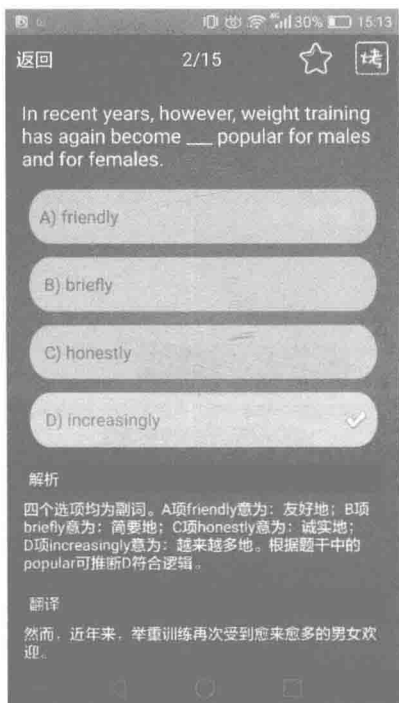 30% 15:13
返回 2/15 烤
In recent years, however, weight training
has again become ___ popular for males
and for females.
A) friendly
B) briefly
C) honestly
D) increasingly
解析
四个选项均为副词。A项friendly意为：友好地；B项
briefly意为：简要地；C项honestly意为：诚实地；
D项increasingly意为：越来越多地。根据题干中的
popular可推断D符合逻辑。
翻译
然而，近年来，举重训练再次受到愈来愈多的男女欢
迎。